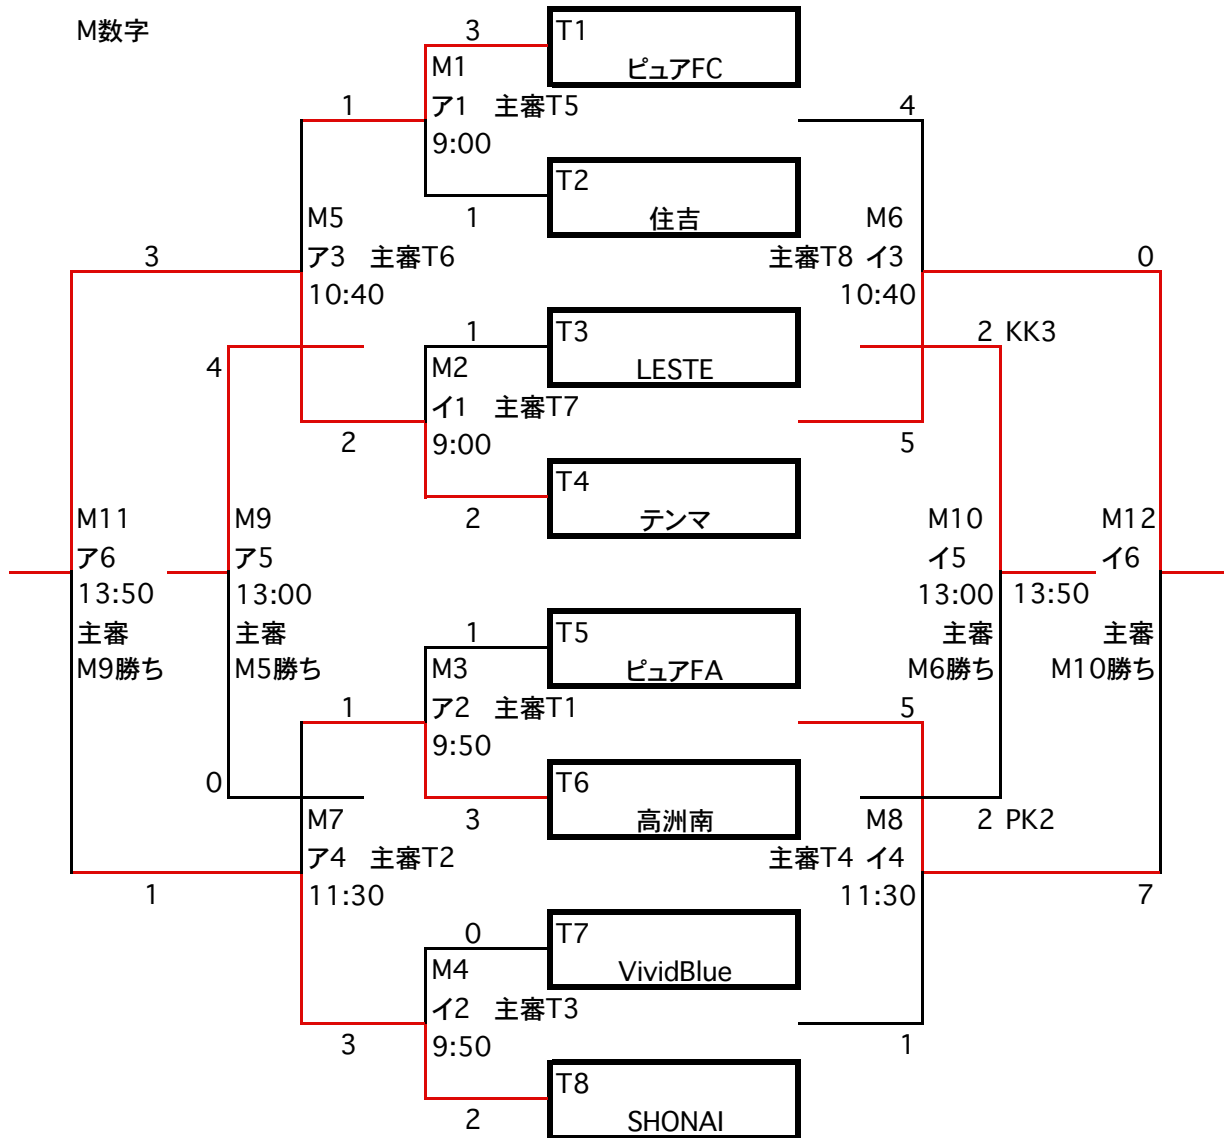 M数字
3
T1
ピュアFC
M1
ア1 主審T5
9:00
1
4
T2
住吉
1
M5
ア3 主審T6
10:40
3
M6
主審T8 イ3
10:40
0
1
T3
LESTE
2 KK3
4
M2
イ1 主審T7
9:00
2
5
T4
テンマ
2
M11
ア6
13:50
主審
M9勝ち
M9
ア5
13:00
主審
M5勝ち
M10
イ5
13:00
主審
M6勝ち
M12
イ6
13:50
主審
M10勝ち
1
T5
ピュアFA
M3
ア2 主審T1
9:50
1
5
0
T6
高洲南
3
M7
ア4 主審T2
11:30
1
M8
主審T4 イ4
11:30
2 PK2
7
0
T7
VividBlue
M4
イ2 主審T3
9:50
3
1
T8
SHONAI
2